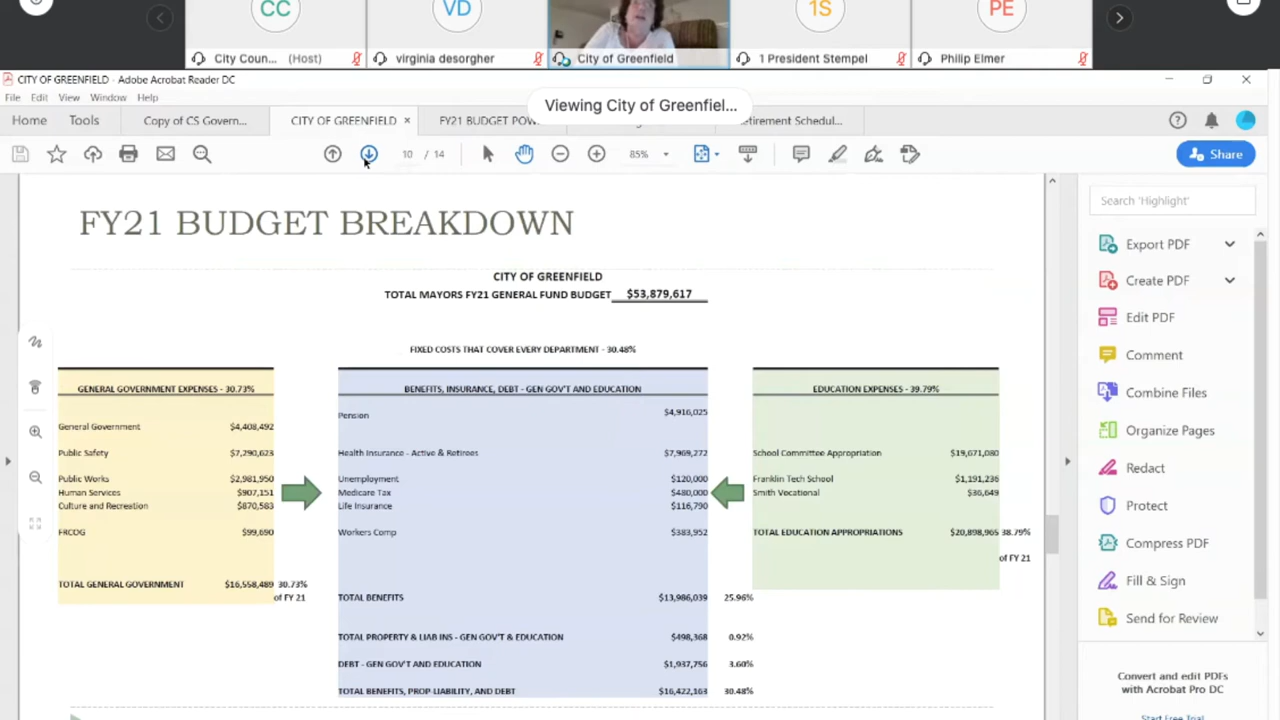 CC
VD
1S
PE
City Coun... (Host)
virginia desorgher
City of Greenfield
1 President Stempel
Philip Elmer
CITY OF GREENFIELD - Adobe Acrobat Reader DC
File Edit View Window Help
Viewing City of Greenfiel...
Home Tools Copy of CS Govern... CITY OF GREENFIELD × FY21 BUDGET etirement Schedul...
10 / 14 85% Share
FY21 BUDGET BREAKDOWN
CITY OF GREENFIELD
TOTAL MAYORS FY21 GENERAL FUND BUDGET $53,879,617
FIXED COSTS THAT COVER EVERY DEPARTMENT - 30.48%
GENERAL GOVERNMENT EXPENSES - 30.73%
General Government $4,408,492
Public Safety $7,290,623
Public Works $2,981,950
Human Services $907,151
Culture and Recreation $870,583
FRCOG $99,690
TOTAL GENERAL GOVERNMENT $16,558,489 30.73%
of FY 21
BENEFITS, INSURANCE, DEBT - GEN GOV'T AND EDUCATION
Pension $4,916,025
Health Insurance - Active & Retirees $7,969,272
Unemployment $120,000
Medicare Tax $480,000
Life Insurance $116,790
Workers Comp $383,952
TOTAL BENEFITS $13,986,039 25.96%
TOTAL PROPERTY & LIAB INS - GEN GOV'T & EDUCATION $498,368 0.92%
DEBT - GEN GOV'T AND EDUCATION $1,937,756 3.60%
TOTAL BENEFITS, PROP-LIABILITY, AND DEBT $16,422,163 30.48%
EDUCATION EXPENSES - 39.79%
School Committee Appropriation $19,671,080
Franklin Tech School $1,191,236
Smith Vocational $36,649
TOTAL EDUCATION APPROPRIATIONS $20,898,965 38.79%
of FY 21
Search 'Highlight'
Export PDF
Create PDF
Edit PDF
Comment
Combine Files
Organize Pages
Redact
Protect
Compress PDF
Fill & Sign
Send for Review
Convert and edit PDFs
with Acrobat Pro DC
Start Free Trial